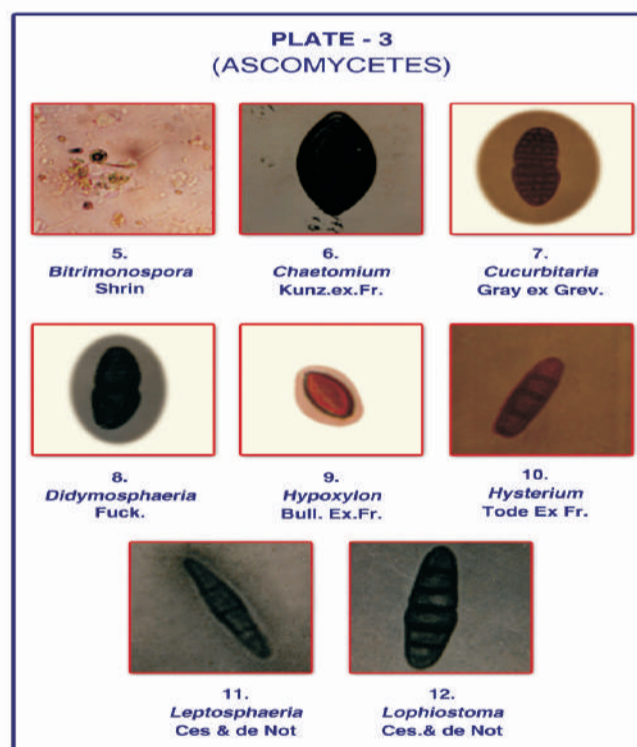 PLATE - 3
(ASCOMYCETES)
5.
Bitrimonospora
Shrin
6.
Chaetomium
Kunz.ex.Fr.
7.
Cucurbitaria
Gray ex Grev.
8.
Didymosphaeria
Fuck.
9.
Hypoxylon
Bull. Ex.Fr.
10.
Hysterium
Tode Ex Fr.
11.
Leptosphaeria
Ces & de Not
12.
Lophiostoma
Ces.& de Not